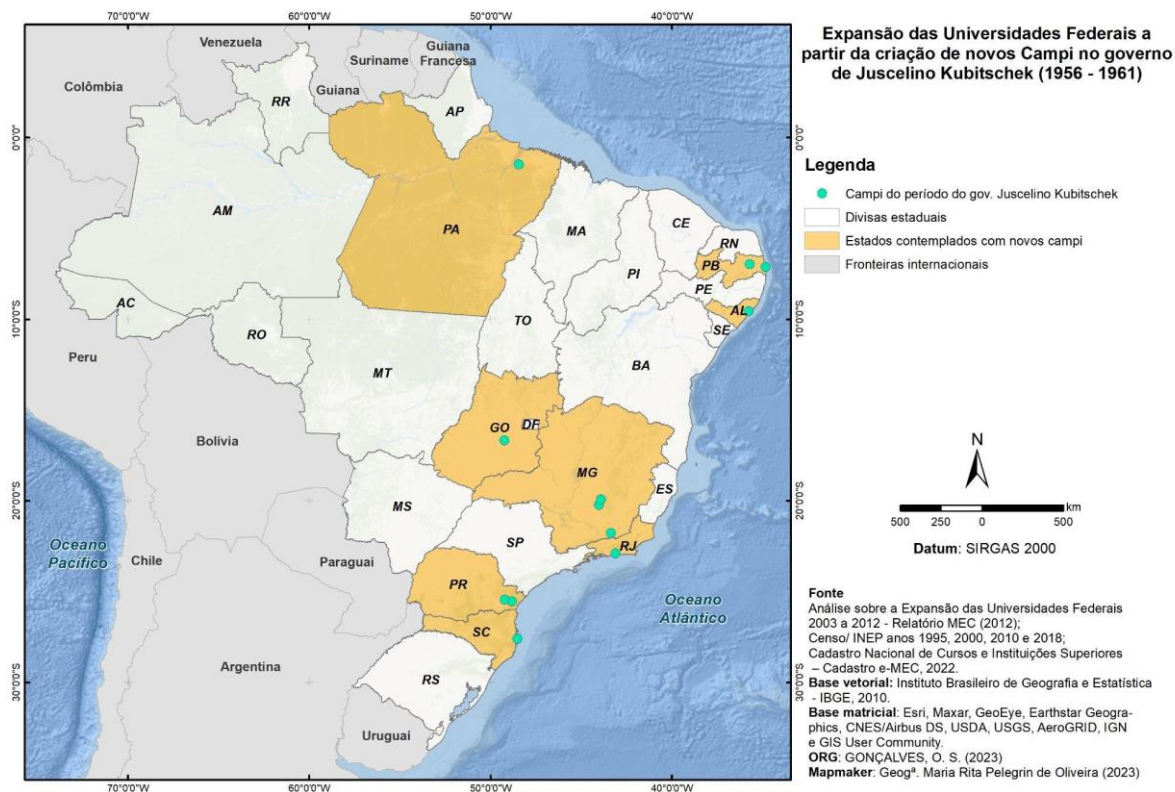 70°0'0"O 60°0'0"O 50°0'0"O 40°0'0"O
Venezuela
Suriname
Guiana
Francesa
Colômbia
Guiana
RR
AP
0°0'0"
0°0'0"
AM
PA
MA
CE
RN
PB
PI
PE
AC
AL
TO
SE
10°0'0"S
10°0'0"S
RO
Peru
BA
MT
GO
DF
Bolívia
MG
ES
20°0'0"S
20°0'0"S
MS
SP
RJ
Oceano
Pacífico
Chile
Paraguai
PR
Oceano
Atlântico
SC
Argentina
RS
30°0'0"S
30°0'0"S
Uruguai
70°0'0"O 60°0'0"O 50°0'0"O 40°0'0"O
Expansão das Universidades Federais a
partir da criação de novos Campi no governo
de Juscelino Kubitschek (1956 - 1961)
Legenda
Campi do período do gov. Juscelino Kubitschek
Divisas estaduais
Estados contemplados com novos campi
Fronteiras internacionais
N
km
500 250 0 500
Datum: SIRGAS 2000
Fonte
Análise sobre a Expansão das Universidades Federais
2003 a 2012 - Relatório MEC (2012);
Censo/ INEP anos 1995, 2000, 2010 e 2018;
Cadastro Nacional de Cursos e Instituições Superiores
– Cadastro e-MEC, 2022.
Base vetorial: Instituto Brasileiro de Geografia e Estatística
- IBGE, 2010.
Base matricial: Esri, Maxar, GeoEye, Earthstar Geogra-
phics, CNES/Airbus DS, USDA, USGS, AeroGRID, IGN
e GIS User Community.
ORG: GONÇALVES, O. S. (2023)
Mapmaker: Geogª. Maria Rita Pelegrin de Oliveira (2023)